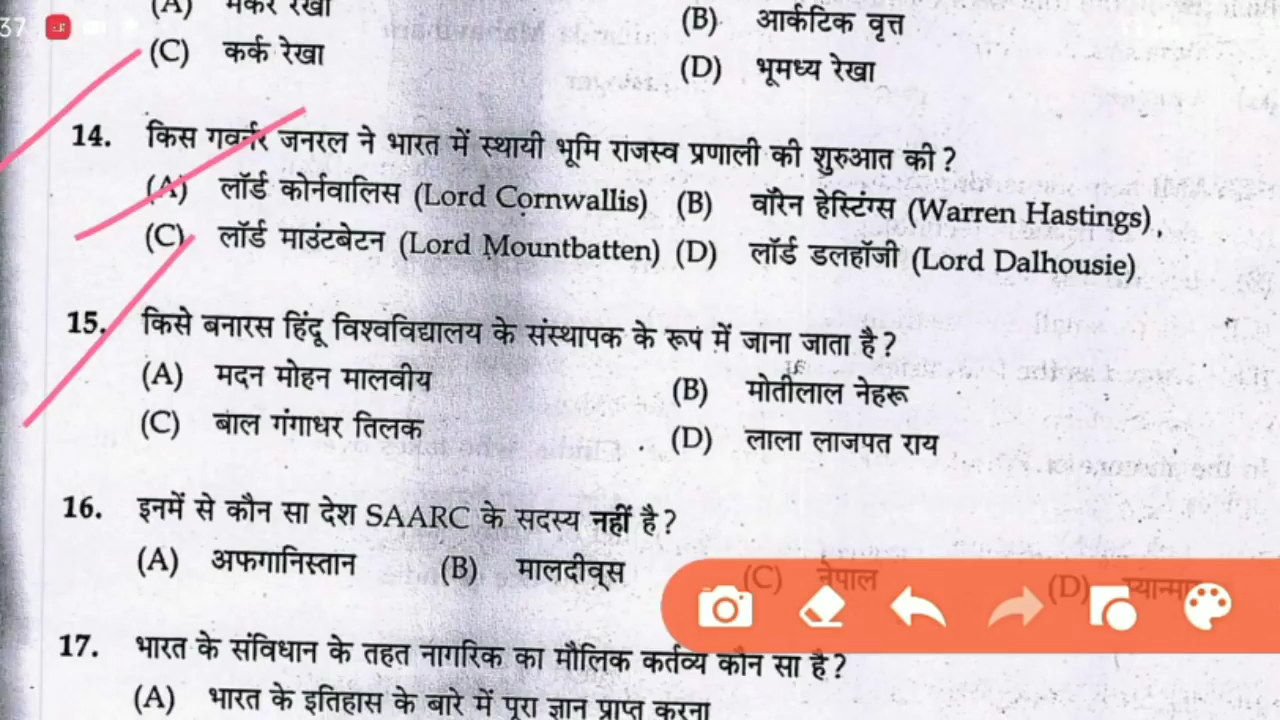 37
(A) मकर रेखा
(B) आर्कटिक वृत्त
(C) कर्क रेखा
(D) भूमध्य रेखा
14. किस गवर्नर जनरल ने भारत में स्थायी भूमि राजस्व प्रणाली की शुरुआत की ?
(A) लॉर्ड कोर्नवालिस (Lord Cornwallis) (B) वॉरेन हेस्टिंग्स (Warren Hastings)
(C) लॉर्ड माउंटबेटन (Lord Mountbatten) (D) लॉर्ड डलहॉजी (Lord Dalhousie)
15. किसे बनारस हिंदू विश्वविद्यालय के संस्थापक के रूप में जाना जाता है ?
(A) मदन मोहन मालवीय
(B) मोतीलाल नेहरू
(C) बाल गंगाधर तिलक
(D) लाला लाजपत राय
16. इनमें से कौन सा देश SAARC के सदस्य नहीं है ?
(A) अफगानिस्तान (B) मालदीव्स (C) नेपाल (D)
17. भारत के संविधान के तहत नागरिक का मौलिक कर्तव्य कौन सा है ?
(A) भारत के इतिहास के बारे में पूरा ज्ञान प्राप्त करना